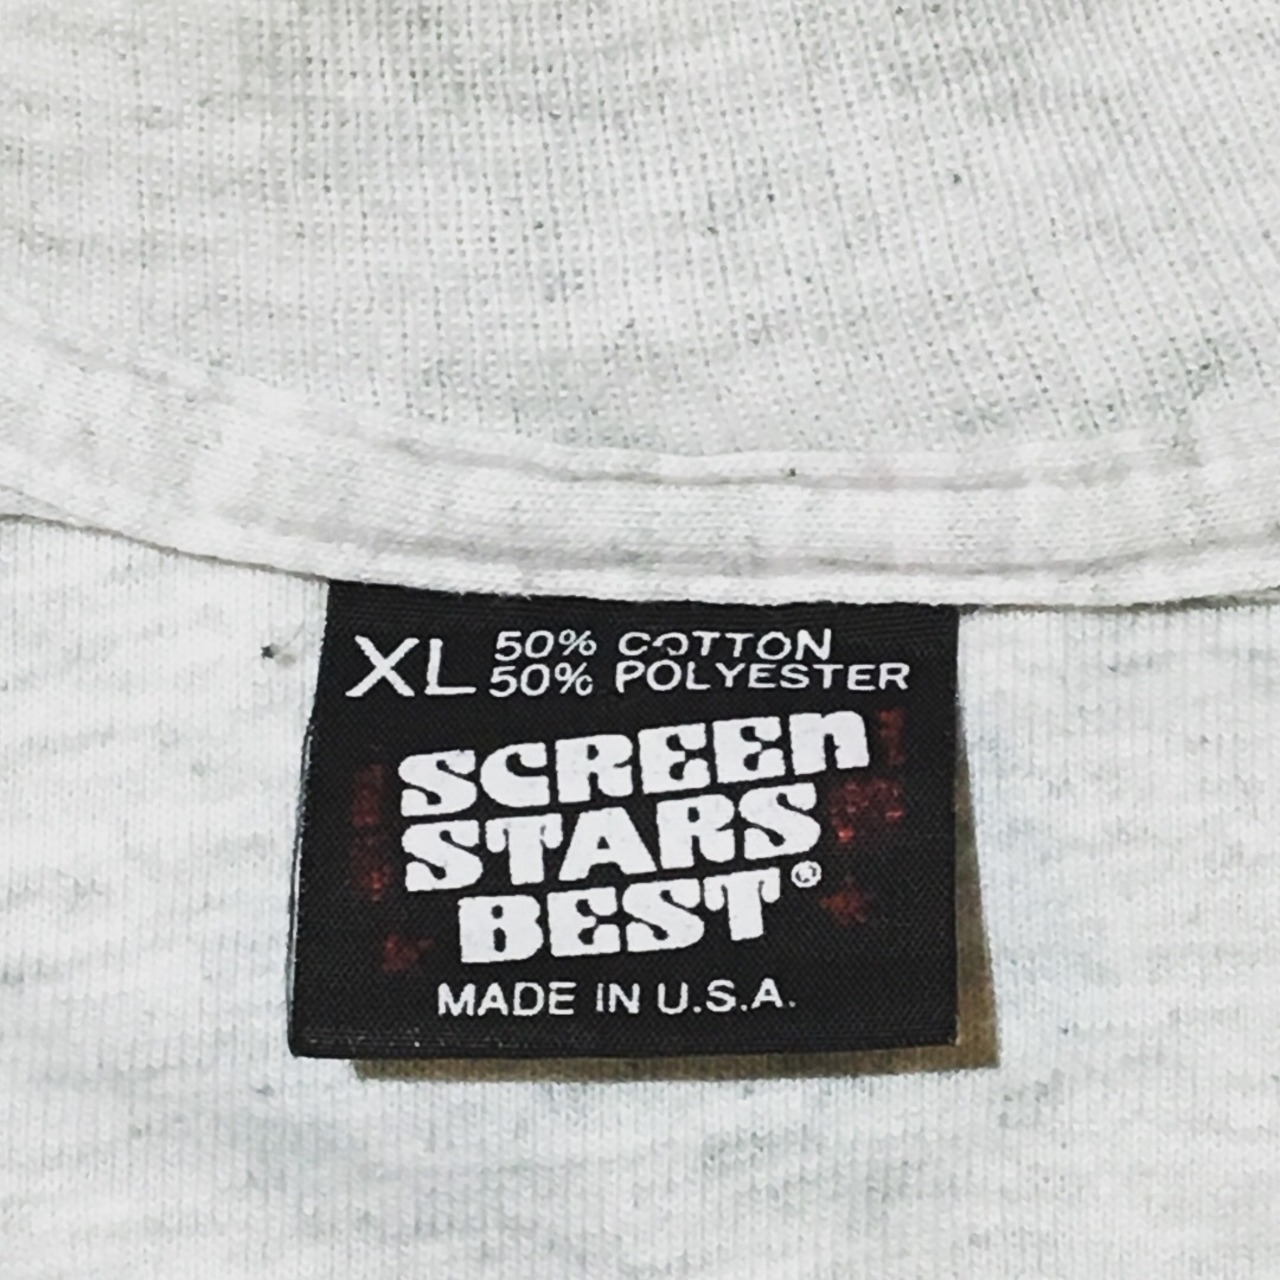 XL 50% COTTON
50% POLYESTER
SCREEN
STARS
BEST®
MADE IN U.S.A.